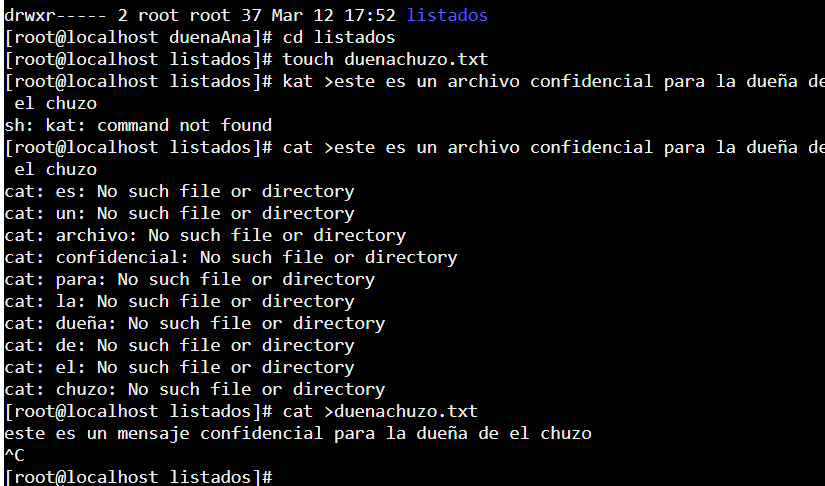 drwxr----- 2 root root 37 Mar 12 17:52 listados
[root@localhost duenaAna]# cd listados
[root@localhost listados]# touch duenachuzo.txt
[root@localhost listados]# kat >este es un archivo confidencial para la dueña de
 el chuzo
sh: kat: command not found
[root@localhost listados]# cat >este es un archivo confidencial para la dueña de
 el chuzo
cat: es: No such file or directory
cat: un: No such file or directory
cat: archivo: No such file or directory
cat: confidencial: No such file or directory
cat: para: No such file or directory
cat: la: No such file or directory
cat: dueña: No such file or directory
cat: de: No such file or directory
cat: el: No such file or directory
cat: chuzo: No such file or directory
[root@localhost listados]# cat >duenachuzo.txt
este es un mensaje confidencial para la dueña de el chuzo
^C
[root@localhost listados]#